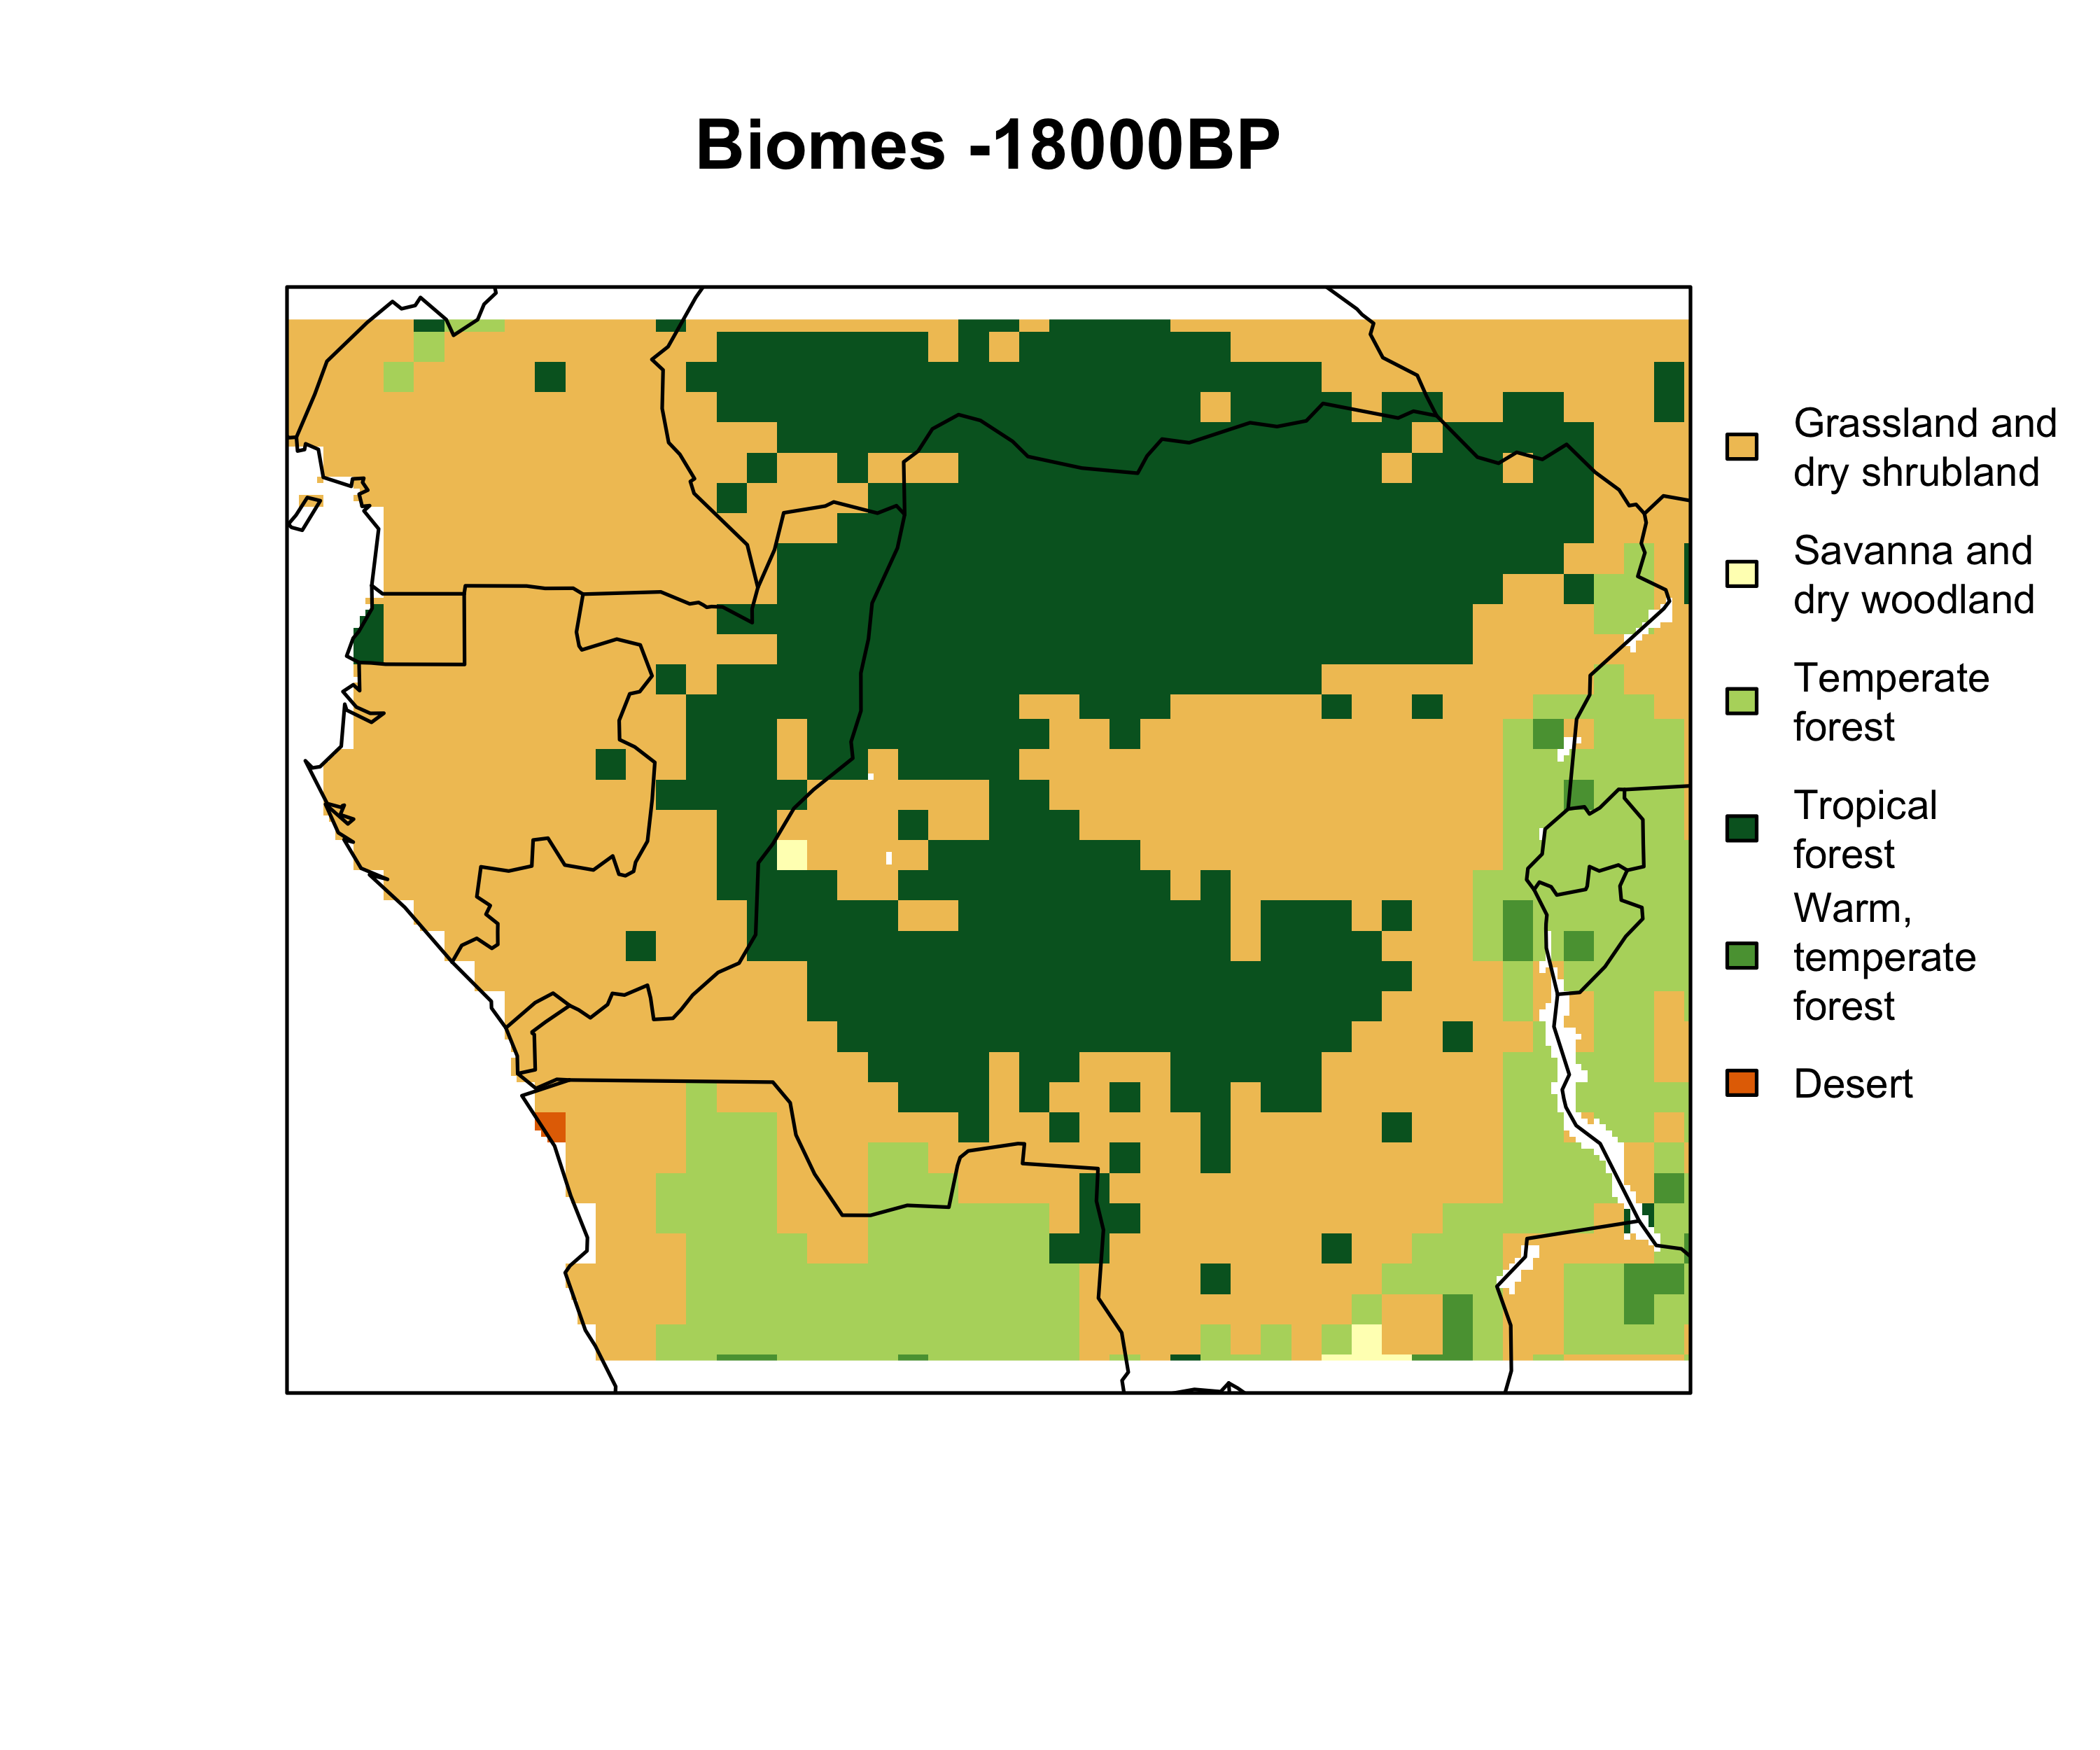 Biomes -18000BP
Grassland and
dry shrubland
Savanna and
dry woodland
Temperate
forest
Tropical
forest
Warm,
temperate
forest
Desert